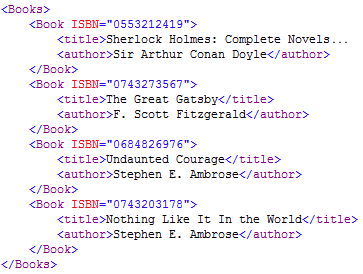 <Books>
<Book ISBN="0553212419">
<title>Sherlock Holmes: Complete Novels...
<author>Sir Arthur Conan Doyle</author>
</Book>
<Book ISBN="0743273567">
<title>The Great Gatsby</title>
<author>F. Scott Fitzgerald</author>
</Book>
<Book ISBN="0684826976">
<title>Undaunted Courage</title>
<author>Stephen E. Ambrose</author>
</Book>
<Book ISBN="0743203178">
<title>Nothing Like It In the World</title>
<author>Stephen E. Ambrose</author>
</Book>
</Books>